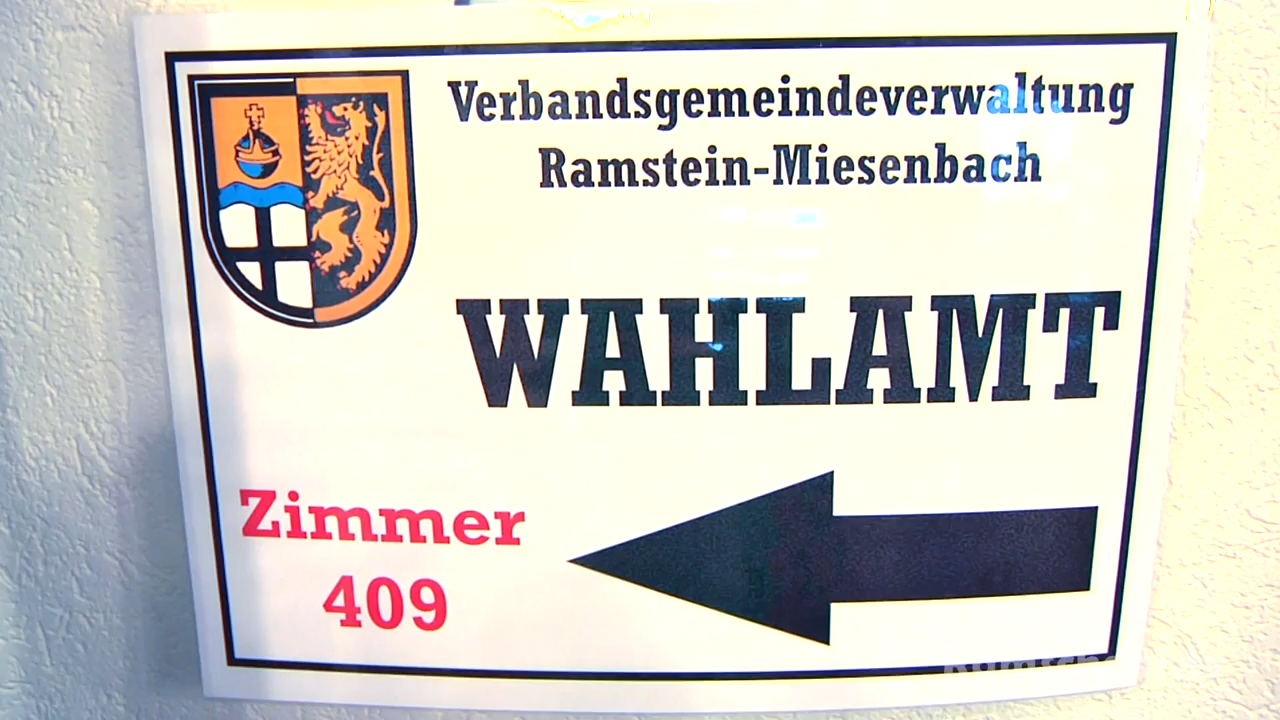 Verbandsgemeindeverwaltung
Ramstein-Miesenbach
WAHLAMT
Zimmer
409